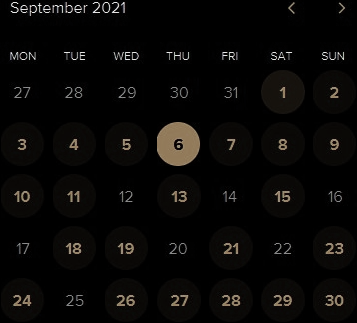 September 2021
MON TUE WED THU FRI SAT SUN
27 28 29 30 31 1 2
3 4 5 6 7 8 9
10 11 12 13 14 15 16
17 18 19 20 21 22 23
24 25 26 27 28 29 30